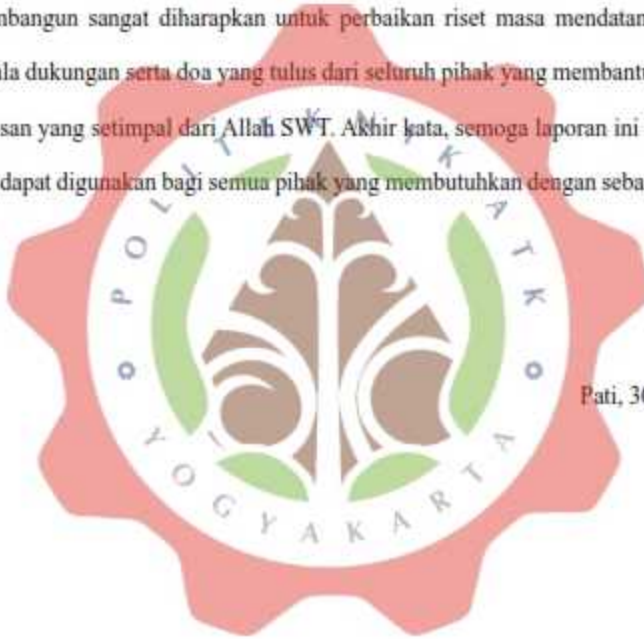 mbangun sangat diharapkan untuk perbaikan riset masa mendatan
ala dukungan serta doa yang tulus dari seluruh pihak yang membantu
san yang setimpal dari Allah SWT. Akhir kata, semoga laporan ini
dapat digunakan bagi semua pihak yang membutuhkan dengan seba
POLITEKNIK ATK
YOGYAKARTA
Pati, 30